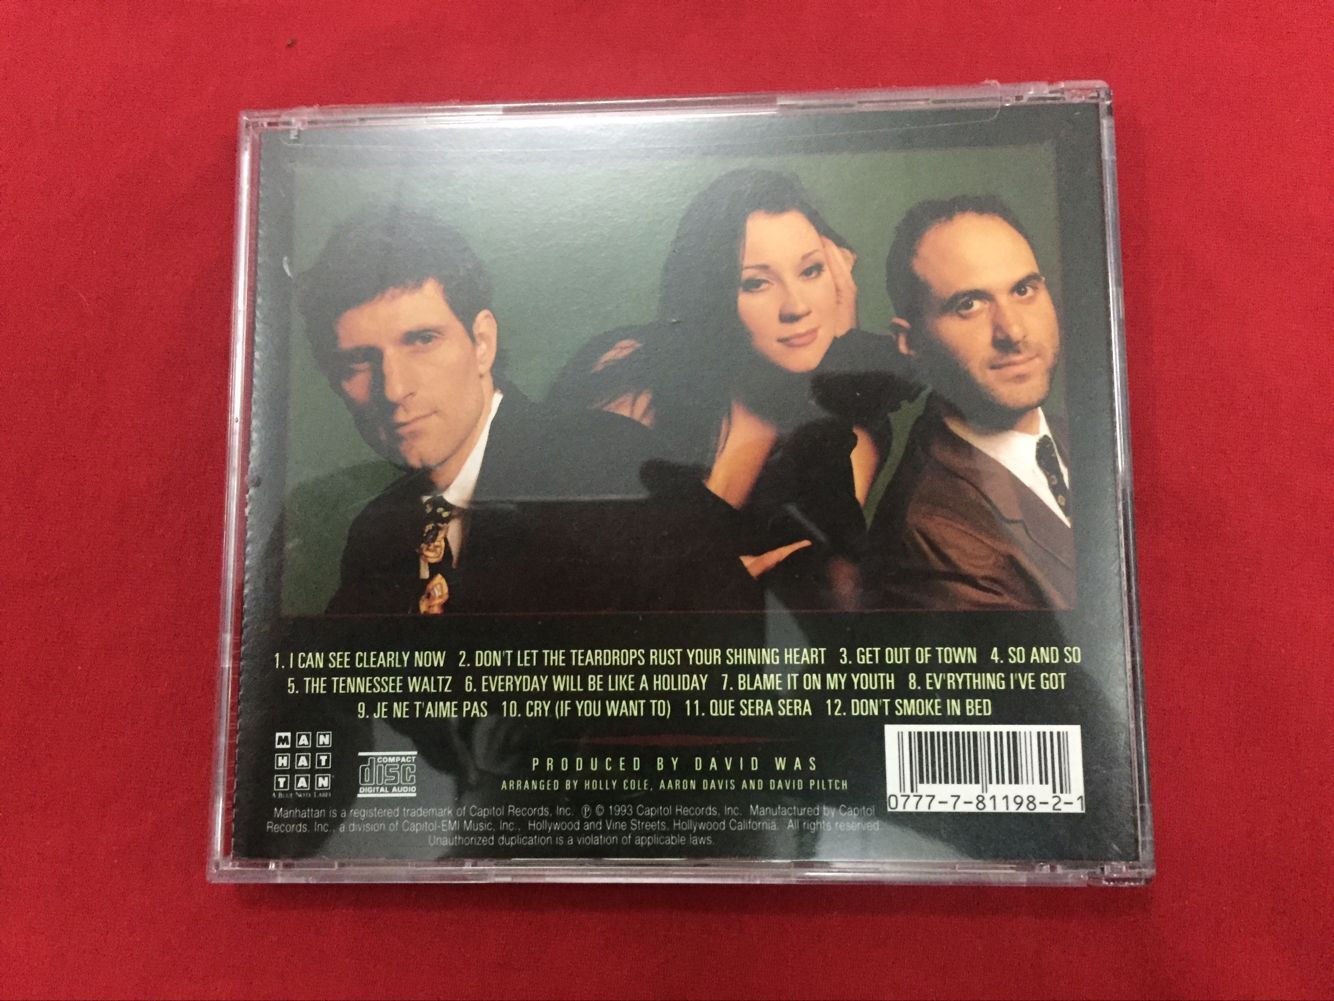 1. I CAN SEE CLEARLY NOW 2. DON'T LET THE TEARDROPS RUST YOUR SHINING HEART 3. GET OUT OF TOWN 4. SO AND SO
5. THE TENNESSEE WALTZ 6. EVERYDAY WILL BE LIKE A HOLIDAY 7. BLAME IT ON MY YOUTH 8. EV'RYTHING I'VE GOT
9. JE NE T'AIME PAS 10. CRY (IF YOU WANT TO) 11. QUE SERA SERA 12. DON'T SMOKE IN BED
MAN
HAT
TAN
A BLUE NOTE LABEL
COMPACT
disc
DIGITAL AUDIO
PRODUCED BY DAVID WAS
ARRANGED BY HOLLY COLE, AARON DAVIS AND DAVID PILTCH
0777-7-81198-2-1
Manhattan is a registered trademark of Capitol Records, Inc. ℗ © 1993 Capitol Records, Inc. Manufactured by Capitol
Records, Inc., a division of Capitol-EMI Music, Inc., Hollywood and Vine Streets, Hollywood California. All rights reserved.
Unauthorized duplication is a violation of applicable laws.